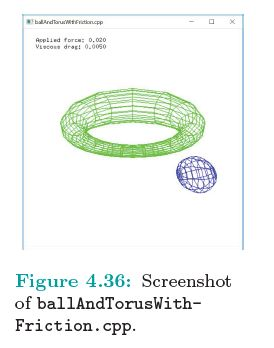 ballAndTorusWithFriction.cpp
Applied force: 0.020
Viscous drag: 0.0050
Figure 4.36: Screenshot
of ballAndTorusWith-
Friction.cpp.